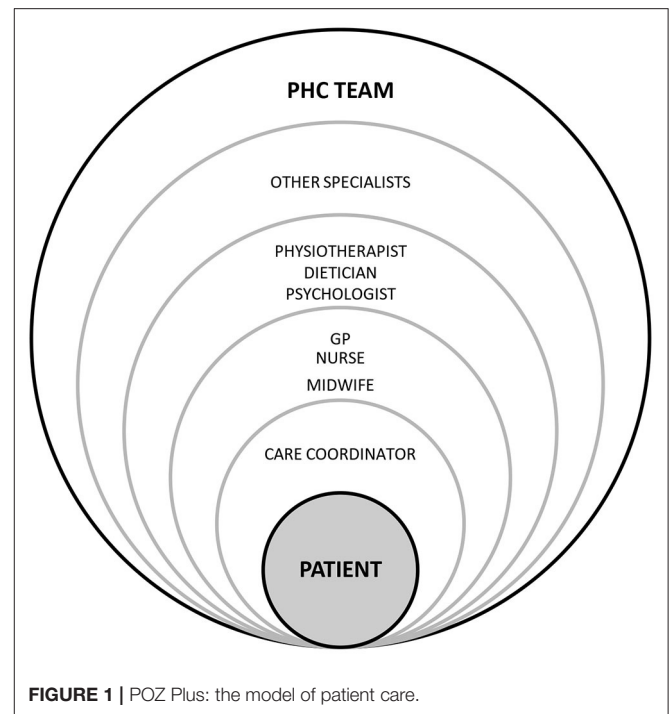 PHC TEAM
OTHER SPECIALISTS
PHYSIOTHERAPIST
DIETICIAN
PSYCHOLOGIST
GP
NURSE
MIDWIFE
CARE COORDINATOR
PATIENT
FIGURE 1 | POZ Plus: the model of patient care.